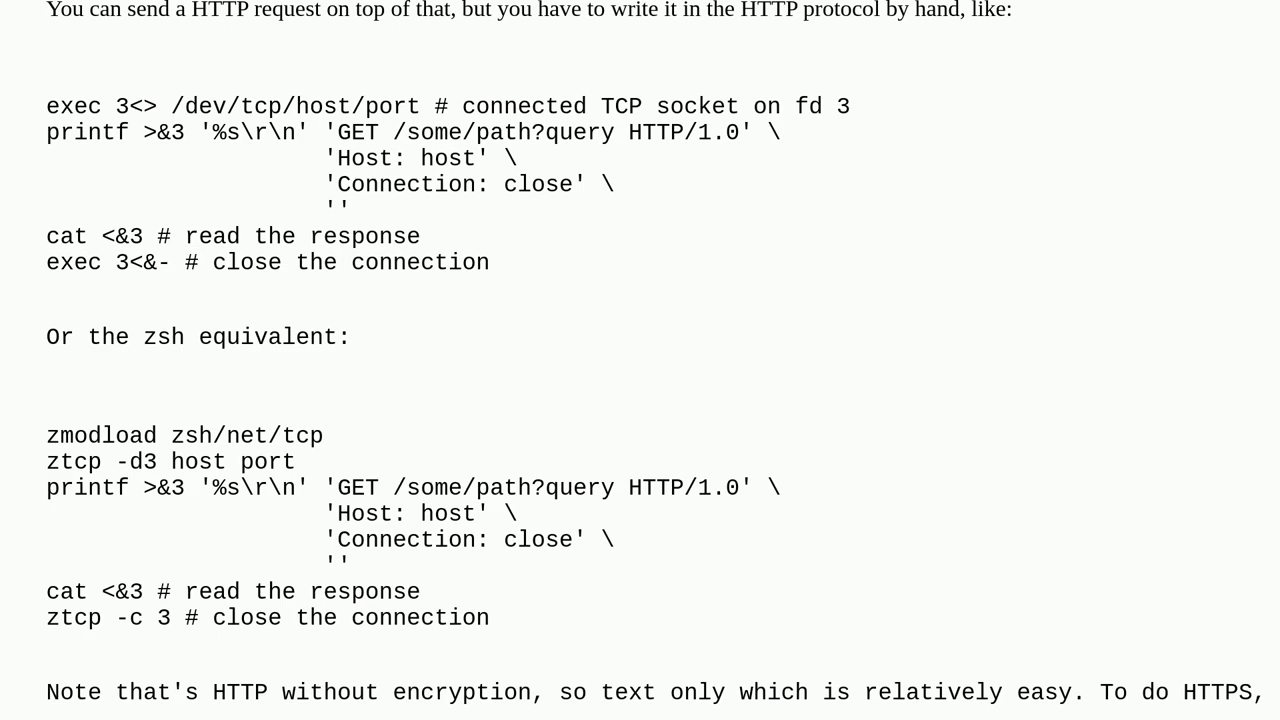 You can send a HTTP request on top of that, but you have to write it in the HTTP protocol by hand, like:
exec 3<> /dev/tcp/host/port # connected TCP socket on fd 3
printf >&3 '%s\r\n' 'GET /some/path?query HTTP/1.0' \
                    'Host: host' \
                    'Connection: close' \
                    ''
cat <&3 # read the response
exec 3<&- # close the connection
Or the zsh equivalent:
zmodload zsh/net/tcp
ztcp -d3 host port
printf >&3 '%s\r\n' 'GET /some/path?query HTTP/1.0' \
                    'Host: host' \
                    'Connection: close' \
                    ''
cat <&3 # read the response
ztcp -c 3 # close the connection
Note that's HTTP without encryption, so text only which is relatively easy. To do HTTPS,